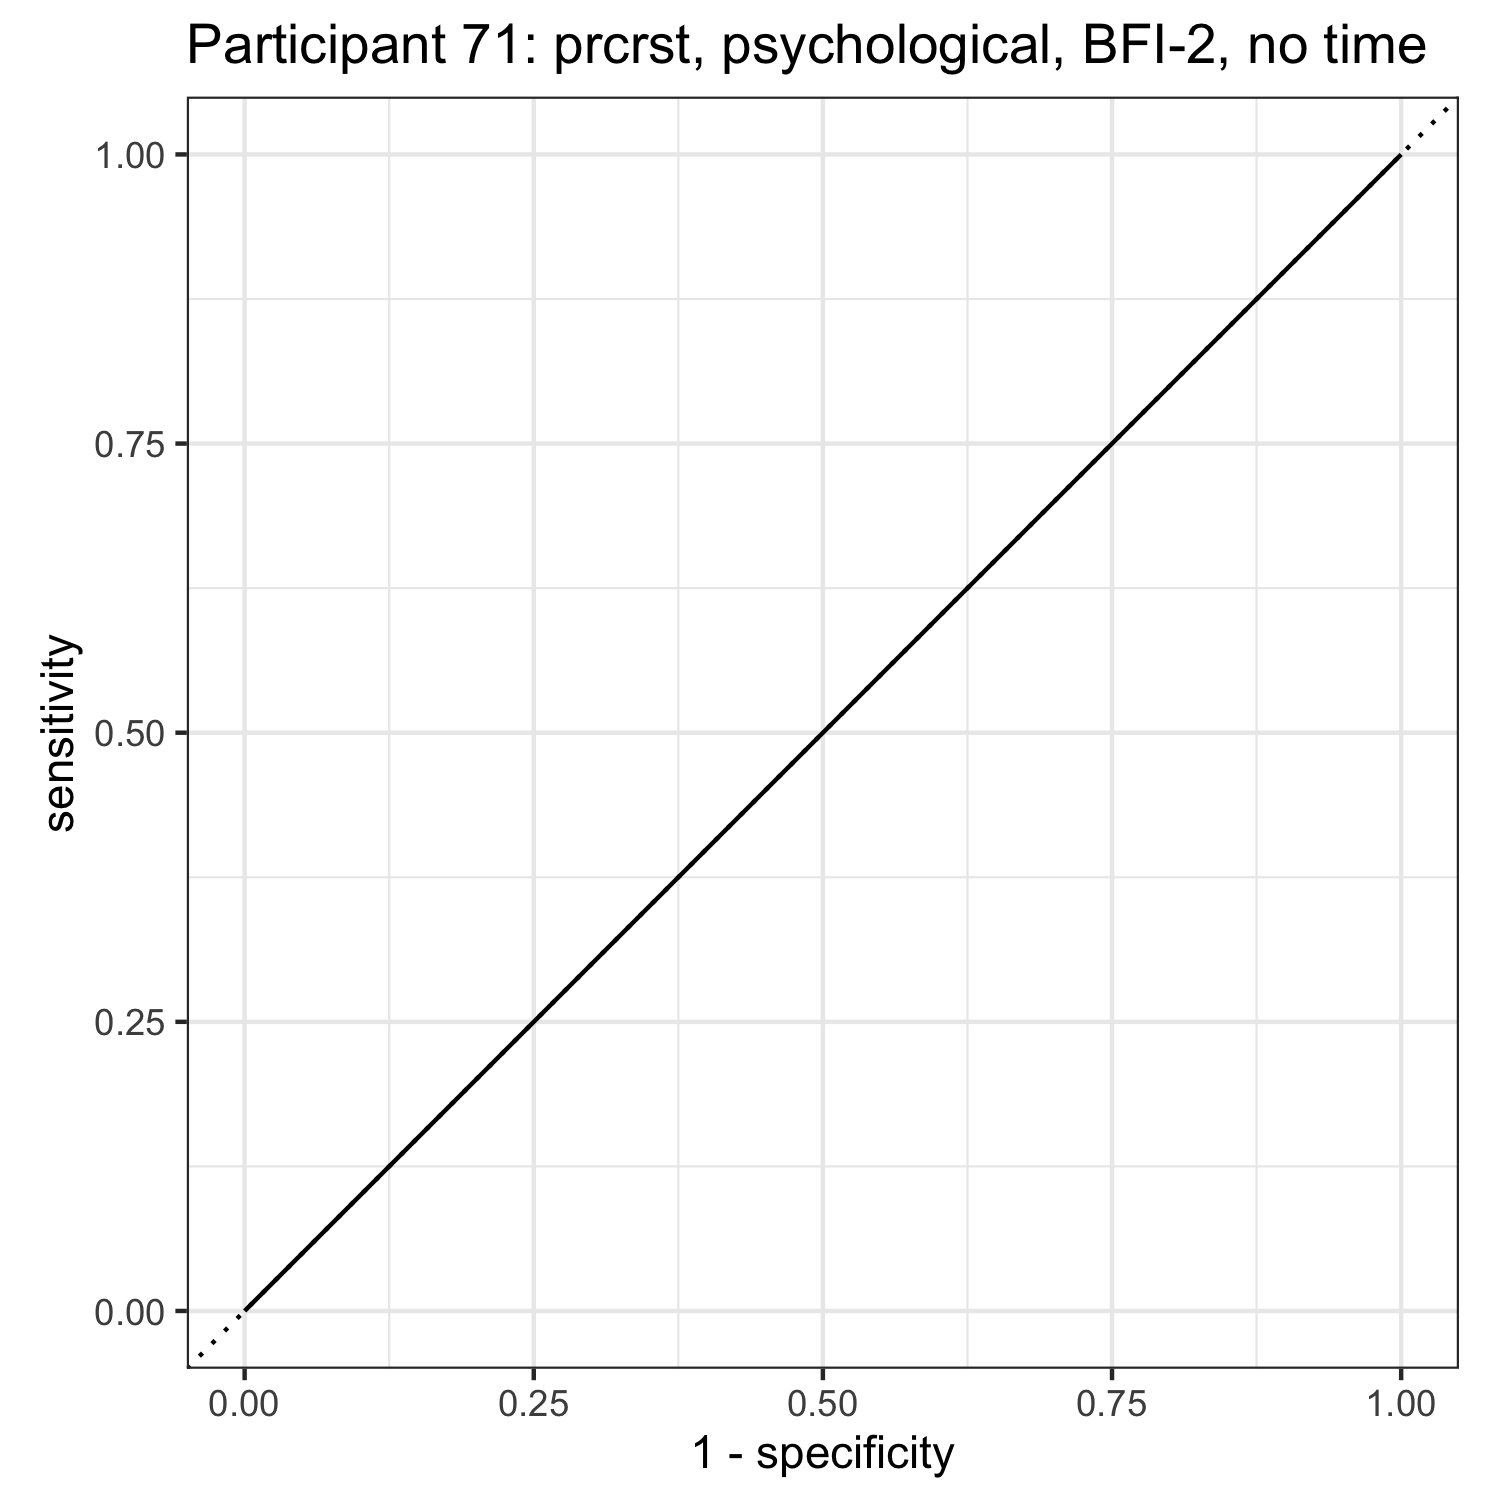 Participant 71: prcrst, psychological, BFI-2, no time
1.00
0.75
0.50
0.25
0.00
sensitivity
0.00 0.25 0.50 0.75 1.00
1 - specificity